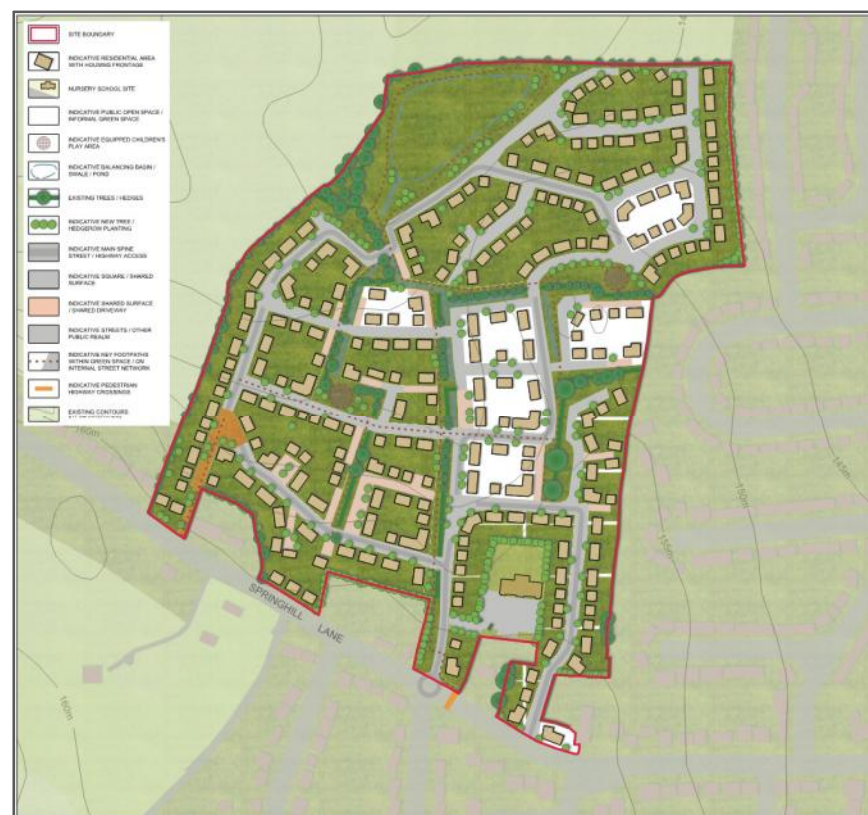 SITE BOUNDARY
INDICATIVE RESIDENTIAL AREA
WITH HOUSING FRONTAGE
NURSERY SCHOOL SITE
INDICATIVE PUBLIC OPEN SPACE /
INFORMAL GREEN SPACE
INDICATIVE EQUIPPED CHILDREN'S
PLAY AREA
INDICATIVE BALANCING BASIN /
SWALE / POND
EXISTING TREES / HEDGES
INDICATIVE NEW TREE /
HEDGEROW PLANTING
INDICATIVE MAIN SPINE
STREET / HIGHWAY ACCESS
INDICATIVE SQUARE / SHARED
SURFACE
INDICATIVE SHARED SURFACE
/ SHARED DRIVEWAY
INDICATIVE STREETS / OTHER
PUBLIC REALM
INDICATIVE KEY FOOTPATHS
WITHIN GREEN SPACE / ON
INTERNAL STREET NETWORK
INDICATIVE PEDESTRIAN
HIGHWAY CROSSINGS
EXISTING CONTOURS
160m
SPRINGHILL LANE
160m
155m
150m
145m